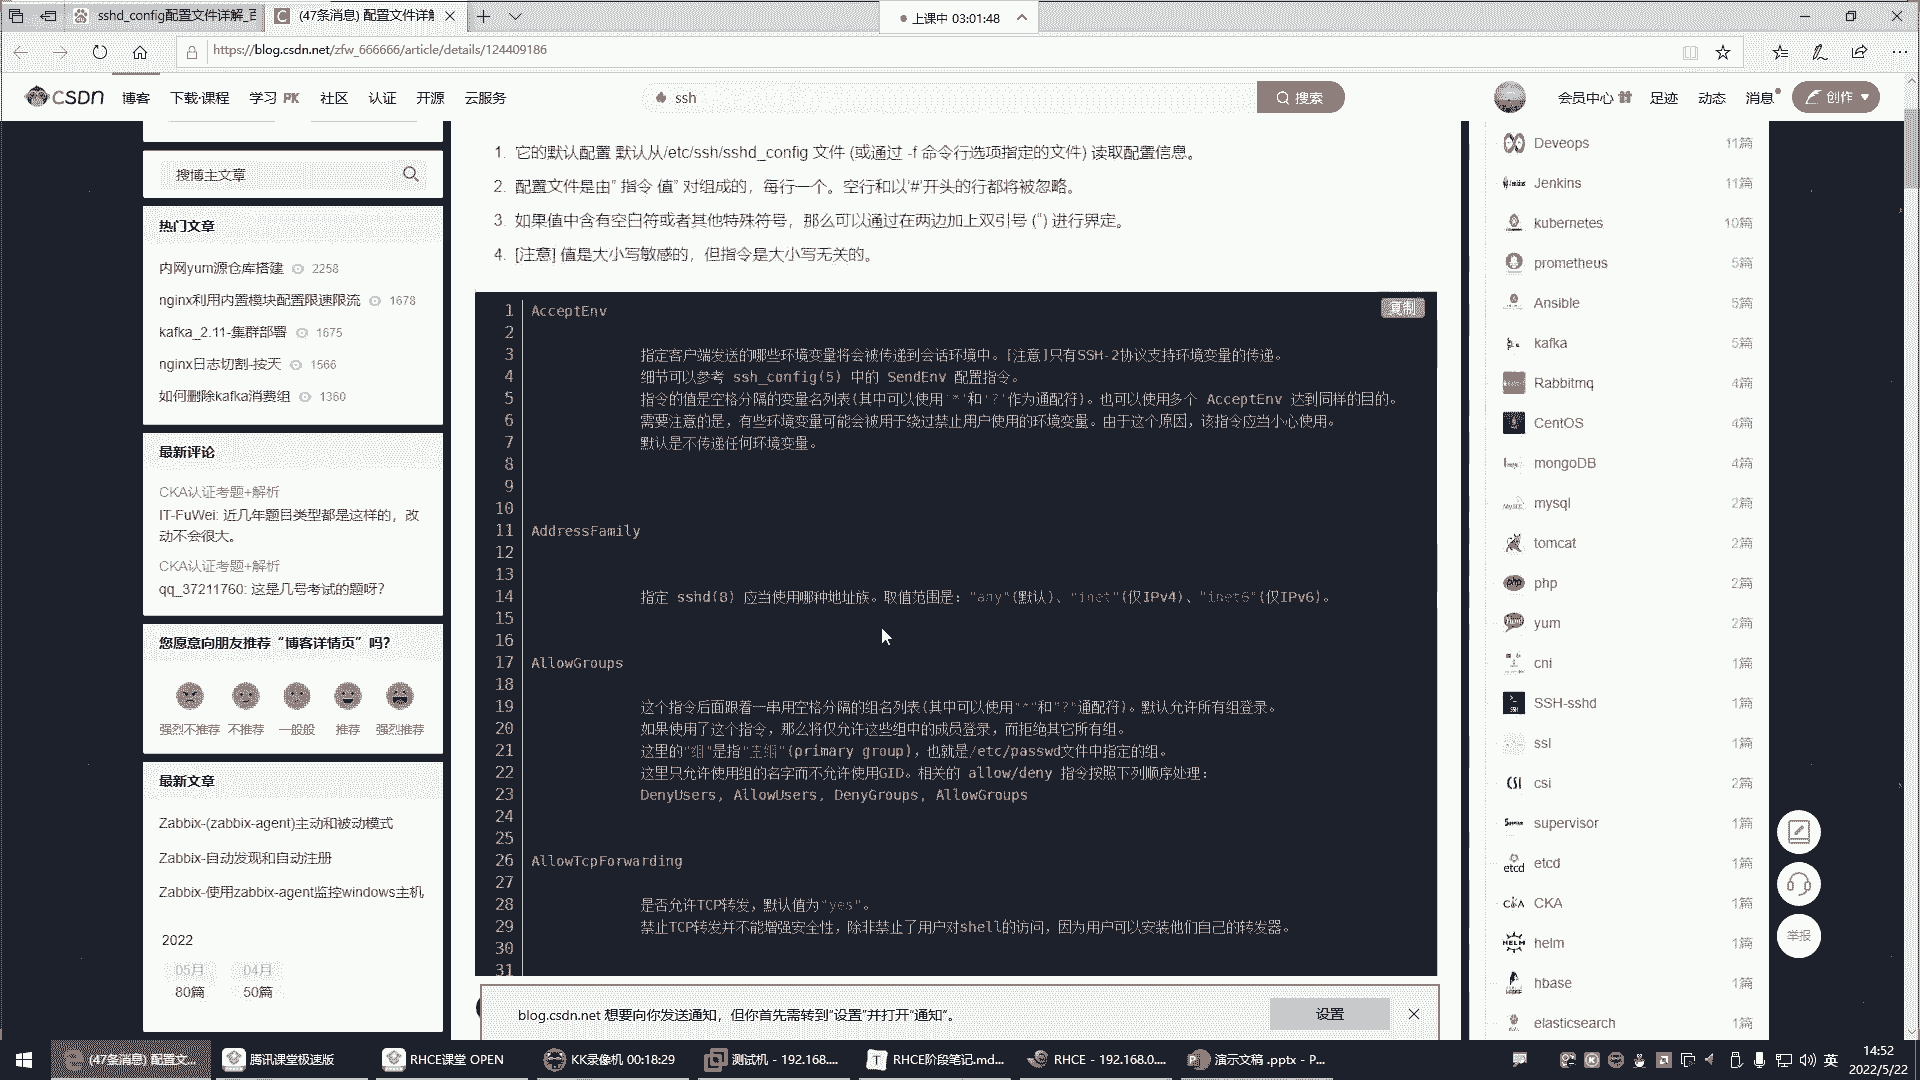 sshd_config配置文件详解_百
(47条消息) 配置文件详解
上课中 03:01:48
https://blog.csdn.net/zfw_666666/article/details/124409186
CSDN 博客 下载·课程 学习 PK 社区 认证 开源 云服务 ssh 搜索 会员中心 足迹 动态 消息 创作
搜博主文章
热门文章
内网yum源仓库搭建 2258
nginx利用内置模块配置限速限流 1678
kafka_2.11-集群部署 1675
nginx日志切割-按天 1566
如何删除kafka消费组 1360
最新评论
CKA认证考题+解析
IT-FuWei: 近几年题目类型都是这样的，改
动不会很大。
CKA认证考题+解析
qq_37211760: 这是几号考试的题呀？
您愿意向朋友推荐“博客详情页”吗？
强烈不推荐 不推荐 一般般 推荐 强烈推荐
最新文章
Zabbix-(zabbix-agent)主动和被动模式
Zabbix-自动发现和自动注册
Zabbix-使用zabbix-agent监控windows主机
2022
05月 04月
80篇 50篇
1. 它的默认配置 默认从/etc/ssh/sshd_config 文件 (或通过 -f 命令行选项指定的文件) 读取配置信息。
2. 配置文件是由" 指令 值" 对组成的，每行一个。空行和以'#'开头的行都将被忽略。
3. 如果值中含有空白符或者其他特殊符号，那么可以通过在两边加上双引号 (") 进行界定。
4. [注意] 值是大小写敏感的，但指令是大小写无关的。
复制
1 AcceptEnv
2
3 指定客户端发送的哪些环境变量将会被传递到会话环境中。[注意]只有SSH-2协议支持环境变量的传递。
4 细节可以参考 ssh_config(5) 中的 SendEnv 配置指令。
5 指令的值是空格分隔的变量名列表(其中可以使用'*'和'?'作为通配符)。也可以使用多个 AcceptEnv 达到同样的目的。
6 需要注意的是，有些环境变量可能会被用于绕过禁止用户使用的环境变量。由于这个原因，该指令应当小心使用。
7 默认是不传递任何环境变量。
8
9
10
11 AddressFamily
12
13
14 指定 sshd(8) 应当使用哪种地址族。取值范围是："any"(默认)、"inet"(仅IPv4)、"inet6"(仅IPv6)。
15
16
17 AllowGroups
18
19 这个指令后面跟着一串用空格分隔的组名列表(其中可以使用"*"和"?"通配符)。默认允许所有组登录。
20 如果使用了这个指令，那么将仅允许这些组中的成员登录，而拒绝其它所有组。
21 这里的"组"是指"主组"(primary group)，也就是/etc/passwd文件中指定的组。
22 这里只允许使用组的名字而不允许使用GID。相关的 allow/deny 指令按照下列顺序处理：
23 DenyUsers, AllowUsers, DenyGroups, AllowGroups
24
25
26 AllowTcpForwarding
27
28 是否允许TCP转发，默认值为"yes"。
29 禁止TCP转发并不能增强安全性，除非禁止了用户对shell的访问，因为用户可以安装他们自己的转发器。
30
31
Deveops 11篇
Jenkins 11篇
kubernetes 10篇
prometheus 5篇
Ansible 5篇
kafka 5篇
Rabbitmq 4篇
CentOS 4篇
mongoDB 4篇
mysql 2篇
tomcat 2篇
php 2篇
yum 2篇
cni 1篇
SSH-sshd 1篇
ssl 1篇
csi 2篇
supervisor 1篇
etcd 1篇
CKA 1篇
helm 1篇
hbase 1篇
elasticsearch 1篇
举报
blog.csdn.net 想要向你发送通知，但你首先需转到“设置”并打开“通知”。 设置
(47条消息) 配置文... 腾讯课堂极速版 RHCE课堂 OPEN KK录像机 00:18:29 测试机 - 192.168.... RHCE阶段笔记.md... RHCE - 192.168.0.... 演示文稿 .pptx - P... 英 14:52
2022/5/22